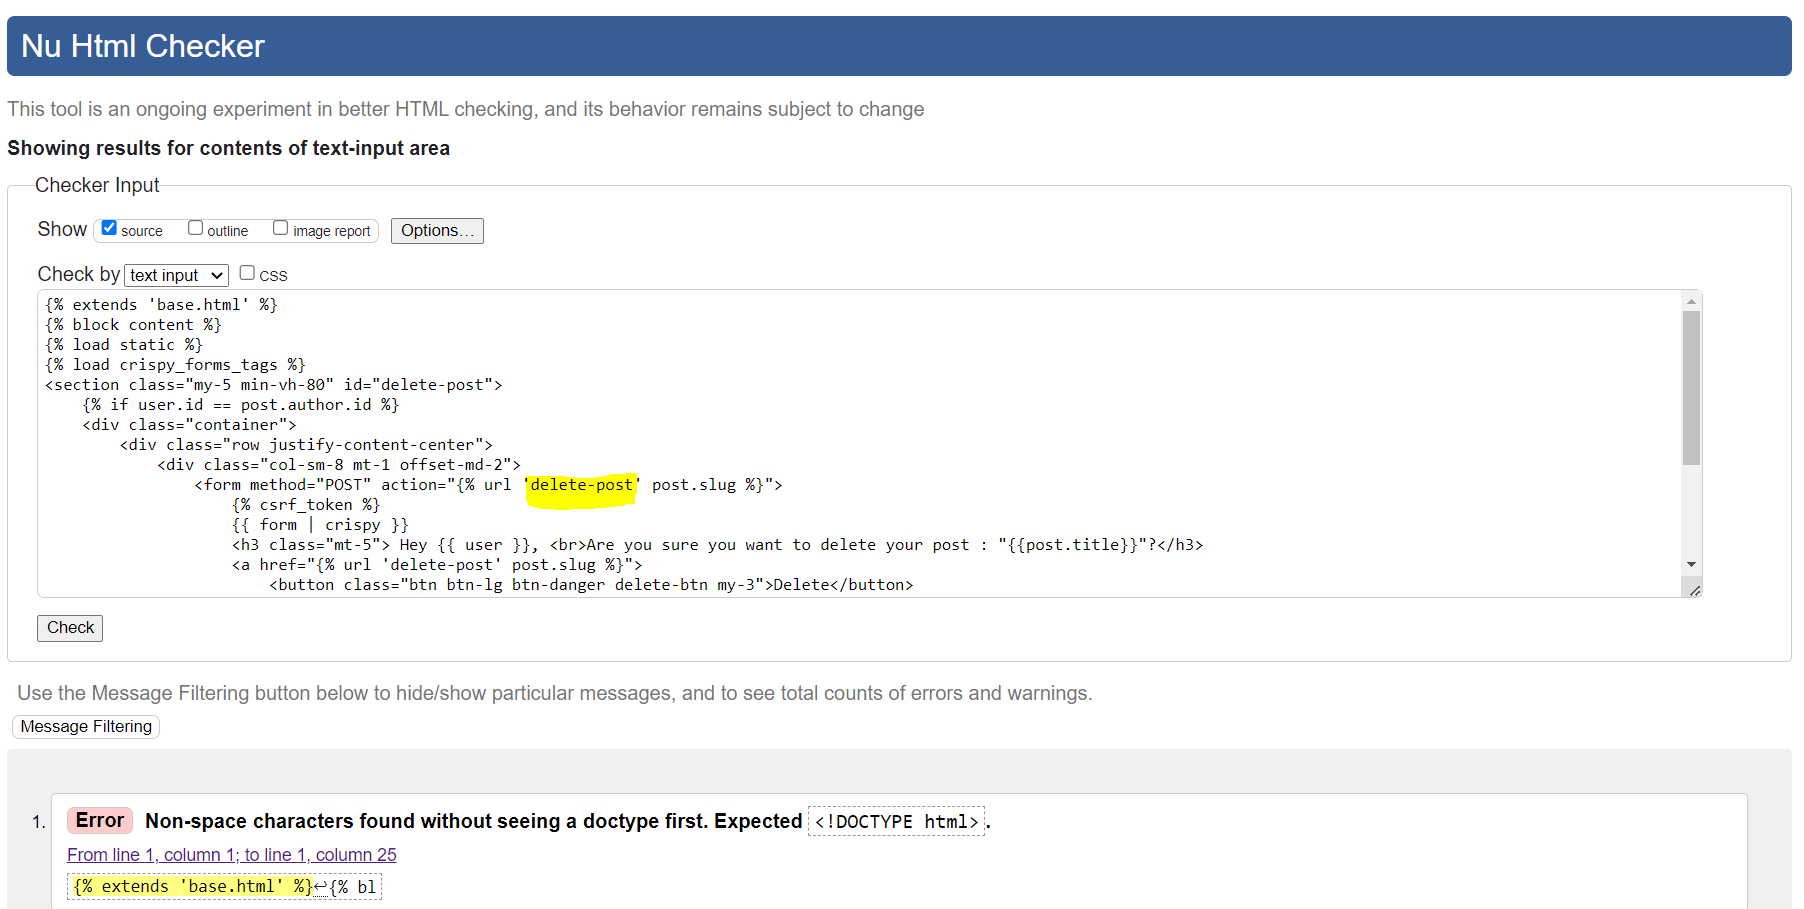 Nu Html Checker
This tool is an ongoing experiment in better HTML checking, and its behavior remains subject to change
Showing results for contents of text-input area
Checker Input
Show source outline image report Options...
Check by text input CSS
{% extends 'base.html' %}
{% block content %}
{% load static %}
{% load crispy_forms_tags %}
<section class="my-5 min-vh-80" id="delete-post">
    {% if user.id == post.author.id %}
    <div class="container">
        <div class="row justify-content-center">
            <div class="col-sm-8 mt-1 offset-md-2">
                <form method="POST" action="{% url 'delete-post' post.slug %}">
                    {% csrf_token %}
                    {{ form | crispy }}
                    <h3 class="mt-5"> Hey {{ user }}, <br>Are you sure you want to delete your post : "{{post.title}}"?</h3>
                    <a href="{% url 'delete-post' post.slug %}">
                        <button class="btn btn-lg btn-danger delete-btn my-3">Delete</button>
Check
Use the Message Filtering button below to hide/show particular messages, and to see total counts of errors and warnings.
Message Filtering
1. Error Non-space characters found without seeing a doctype first. Expected <!DOCTYPE html>.
From line 1, column 1; to line 1, column 25
{% extends 'base.html' %}↩{% bl